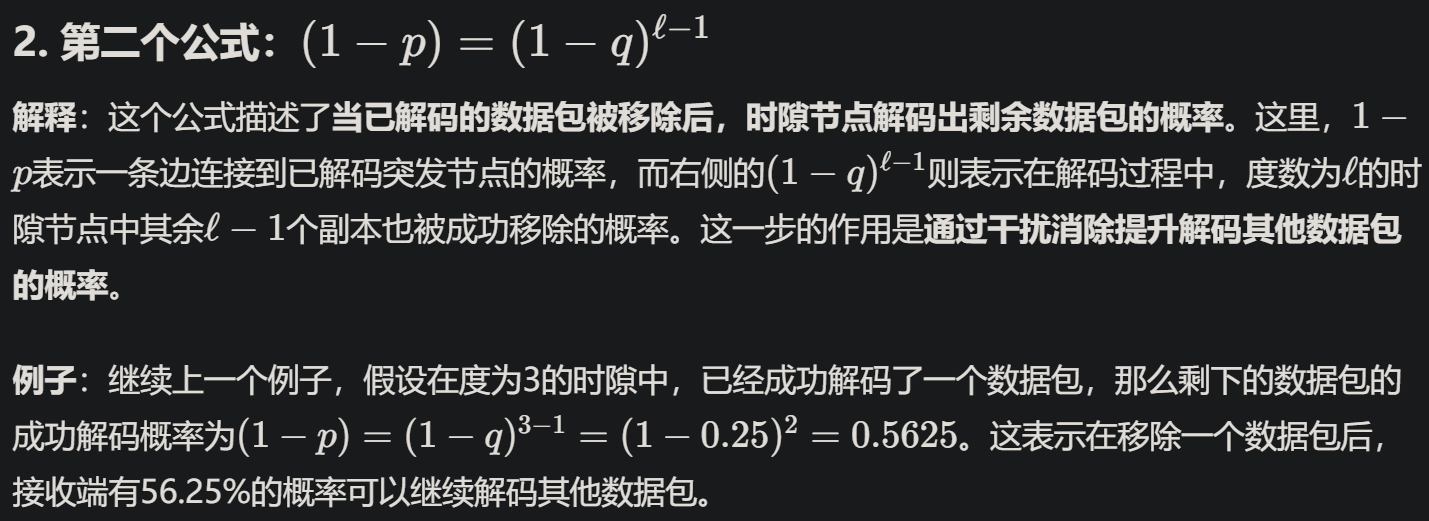 2. 第二个公式：(1 − p) = (1 − q)^{ℓ−1}
解释：这个公式描述了当已解码的数据包被移除后，时隙节点解码出剩余数据包的概率。这里，1 −
p表示一条边连接到已解码突发节点的概率，而右侧的(1 − q)^{ℓ−1}则表示在解码过程中，度数为ℓ的时
隙节点中其余ℓ − 1个副本也被成功移除的概率。这一步的作用是通过干扰消除提升解码其他数据包
的概率。
例子：继续上一个例子，假设在度为3的时隙中，已经成功解码了一个数据包，那么剩下的数据包的
成功解码概率为(1 − p) = (1 − q)^{3−1} = (1 − 0.25)^2 = 0.5625。这表示在移除一个数据包后，
接收端有56.25%的概率可以继续解码其他数据包。